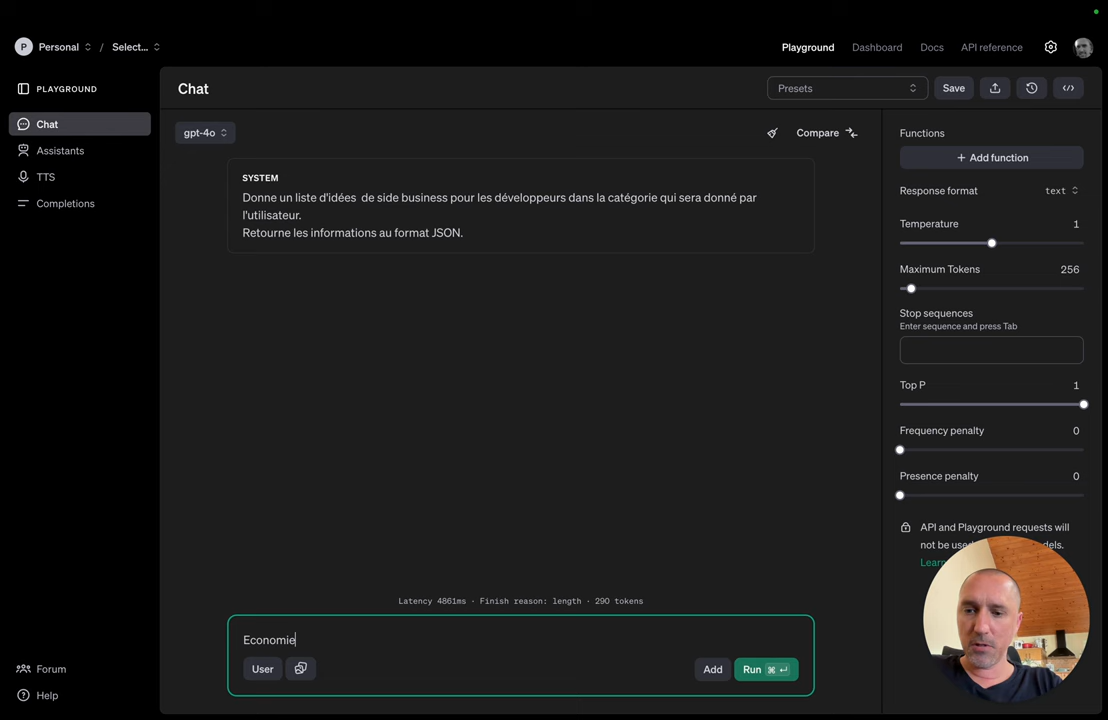 P Personal / Select... Playground Dashboard Docs API reference
PLAYGROUND
Chat
Assistants
TTS
Completions
Forum
Help
Chat
Presets
Save
gpt-4o
Compare
SYSTEM
Donne un liste d'idées de side business pour les développeurs dans la catégorie qui sera donné par
l'utilisateur.
Retourne les informations au format JSON.
Latency 4861ms · Finish reason: length · 290 tokens
Economie
User
Add
Run ⌘ ↵
Functions
+ Add function
Response format text
Temperature 1
Maximum Tokens 256
Stop sequences
Enter sequence and press Tab
Top P 1
Frequency penalty 0
Presence penalty 0
API and Playground requests will
not be